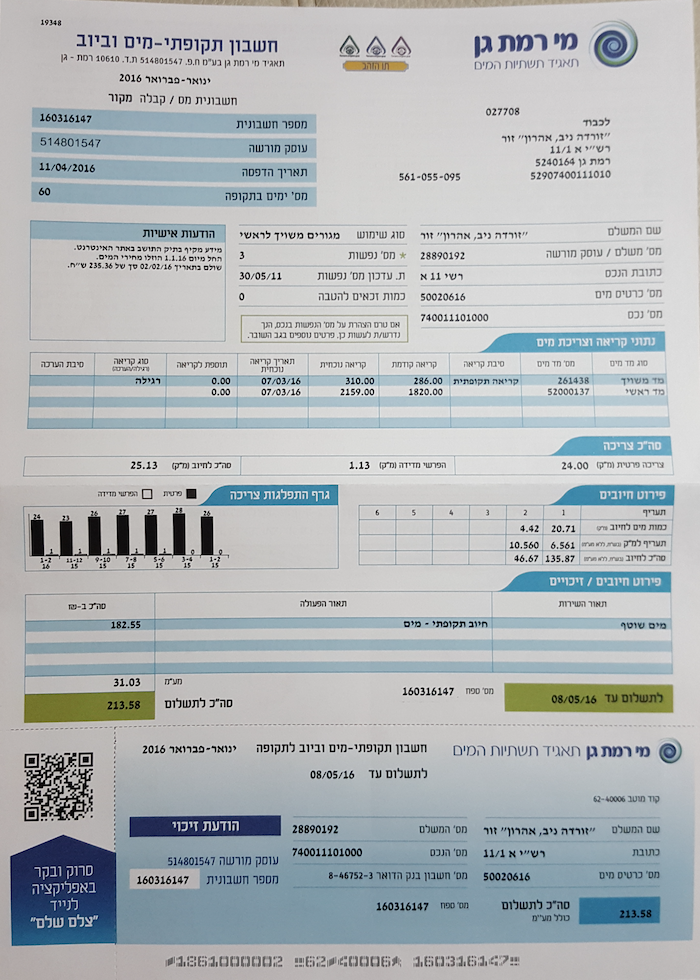 19348
מי רמת גן
תאגיד תשתיות המים
תו הזהב
חשבון תקופתי-מים וביוב
תאגיד מי רמת גן בע"מ ח.פ. 514801547 ת.ד. 10610 רמת - גן
ינואר-פברואר 2016
חשבונית מס / קבלה מקור
מספר חשבונית 160316147
עוסק מורשה 514801547
תאריך הדפסה 11/04/2016
מס' ימים בתקופה 60
027708
לכבוד
"זורדה ניב, אהרון" זור
רש"י א 11/1
רמת גן 5240164
52907400111010
561-055-095
שם המשלם "זורדה ניב, אהרון" זור
מס' משלם / עוסק מורשה 28890192
כתובת הנכס רשי 11 א
מס' כרטיס מים 50020616
מס' נכס 740011101000
סוג שימוש מגורים משויך לראשי
* מס' נפשות 3
ת. עדכון מס' נפשות 30/05/11
כמות זכאים להטבה 0
אם טרם הצהרת על מס' הנפשות בנכס, הנך
נדרש/ת לעשות כן, פרטים נוספים בגב השובר.
הודעות אישיות
מידע מקיף בתיק התושב באתר האינטרנט.
החל מיום 1.1.16 הוזלו מחירי המים.
שולם בתאריך 02/02/16 סך של 235.36 ש"ח.
נתוני קריאה וצריכת מים
סוג מד מים מס' מד מים סיבת קריאה קריאה קודמת קריאה נוכחית תאריך קריאה נוכחית תוספת לקריאה סוג קריאה (רגילה/הערכה) סיבת הערכה
מד משויך 261438 קריאה תקופתית 286.00 310.00 07/03/16 0.00 רגילה
מד ראשי 52000137 1820.00 2159.00 07/03/16 0.00
סה"כ צריכה
צריכה פרטית (מ"ק) 24.00 הפרשי מדידה (מ"ק) 1.13 סה"כ לחיוב (מ"ק) 25.13
פירוט חיובים
תעריף 1 2 3 4 5 6
כמות מים לחיוב 20.71 4.42
תעריף למ"ק 6.561 10.560
סה"כ לחיוב 135.87 46.67
גרף התפלגות צריכה
פרטית הפרשי מדידה
24 23 26 27 27 28 26
1 1 1 1 1 0 0
1-2 11-12 9-10 7-8 5-6 3-4 1-2
16 15 15 15 15 15 15
פירוט חיובים / זיכויים
תאור השירות תאור הפעולה סה"כ ב-₪
מים שוטף חיוב תקופתי - מים 182.55
מע"מ 31.03
לתשלום עד 08/05/16 מס' ספח 160316147 סה"כ לתשלום 213.58
מי רמת גן תאגיד תשתיות המים
חשבון תקופתי-מים וביוב לתקופה ינואר-פברואר 2016
לתשלום עד 08/05/16
קוד מוטב 62-40006
שם המשלם "זורדה ניב, אהרון" זור
כתובת רש"י א 11/1
מס' כרטיס מים 50020616
סה"כ לתשלום
כולל מע"מ
213.58
מס' המשלם 28890192
מס' הנכס 740011101000
מס' חשבון בנק הדואר 8-46752-3
מס' ספח 160316147
הודעת זיכוי
עוסק מורשה 514801547
מספר חשבונית 160316147
סרוק ובקר
באפליקציה
לנייד
"צלם שלם"